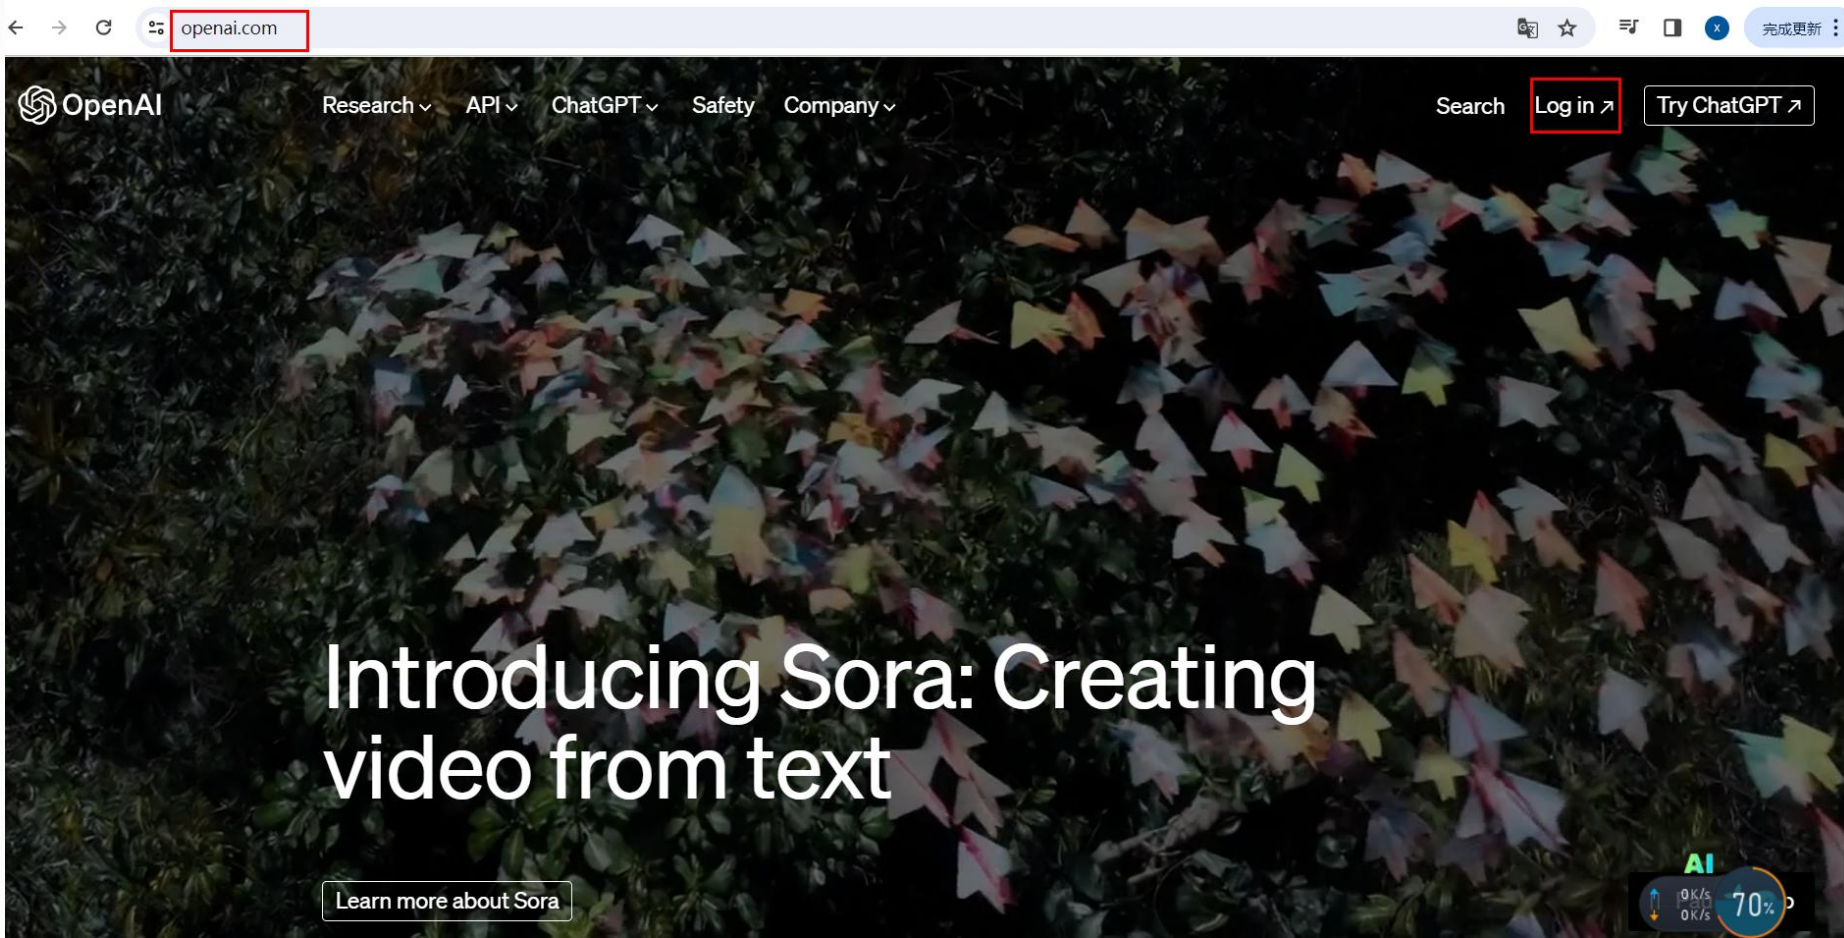 openai.com
x
完成更新
OpenAI
Research
API
ChatGPT
Safety
Company
Search
Log in ↗
Try ChatGPT ↗
Introducing Sora: Creating
video from text
Learn more about Sora
AI
0K/s
0K/s
70%